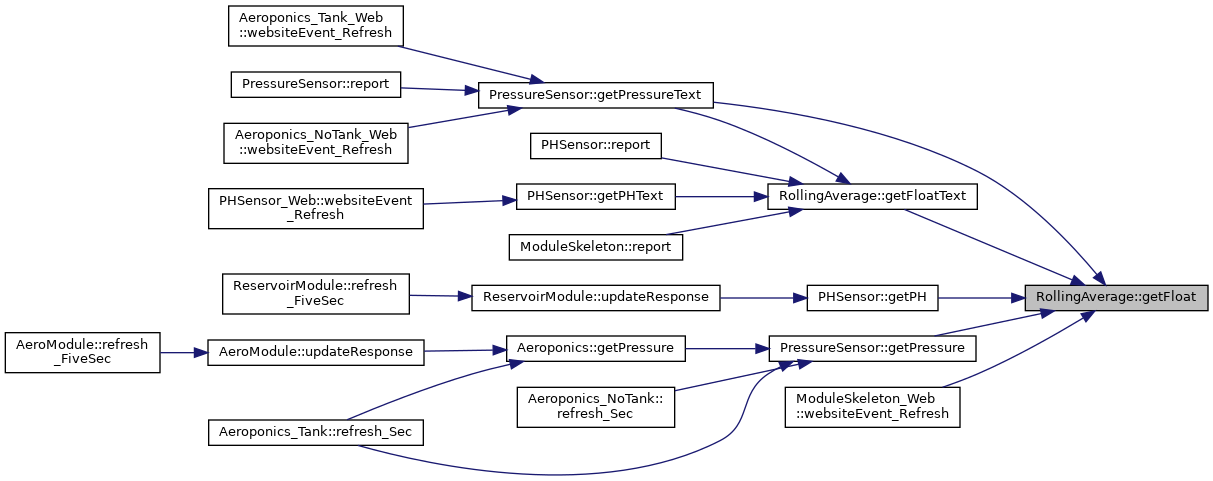 Aeroponics_Tank_Web
::websiteEvent_Refresh
PressureSensor::report
PressureSensor::getPressureText
Aeroponics_NoTank_Web
::websiteEvent_Refresh
PHSensor::report
PHSensor_Web::websiteEvent
_Refresh
PHSensor::getPHText
RollingAverage::getFloatText
ModuleSkeleton::report
ReservoirModule::refresh
_FiveSec
ReservoirModule::updateResponse
PHSensor::getPH
RollingAverage::getFloat
AeroModule::refresh
_FiveSec
AeroModule::updateResponse
Aeroponics::getPressure
PressureSensor::getPressure
Aeroponics_NoTank::
refresh_Sec
ModuleSkeleton_Web
::websiteEvent_Refresh
Aeroponics_Tank::refresh_Sec